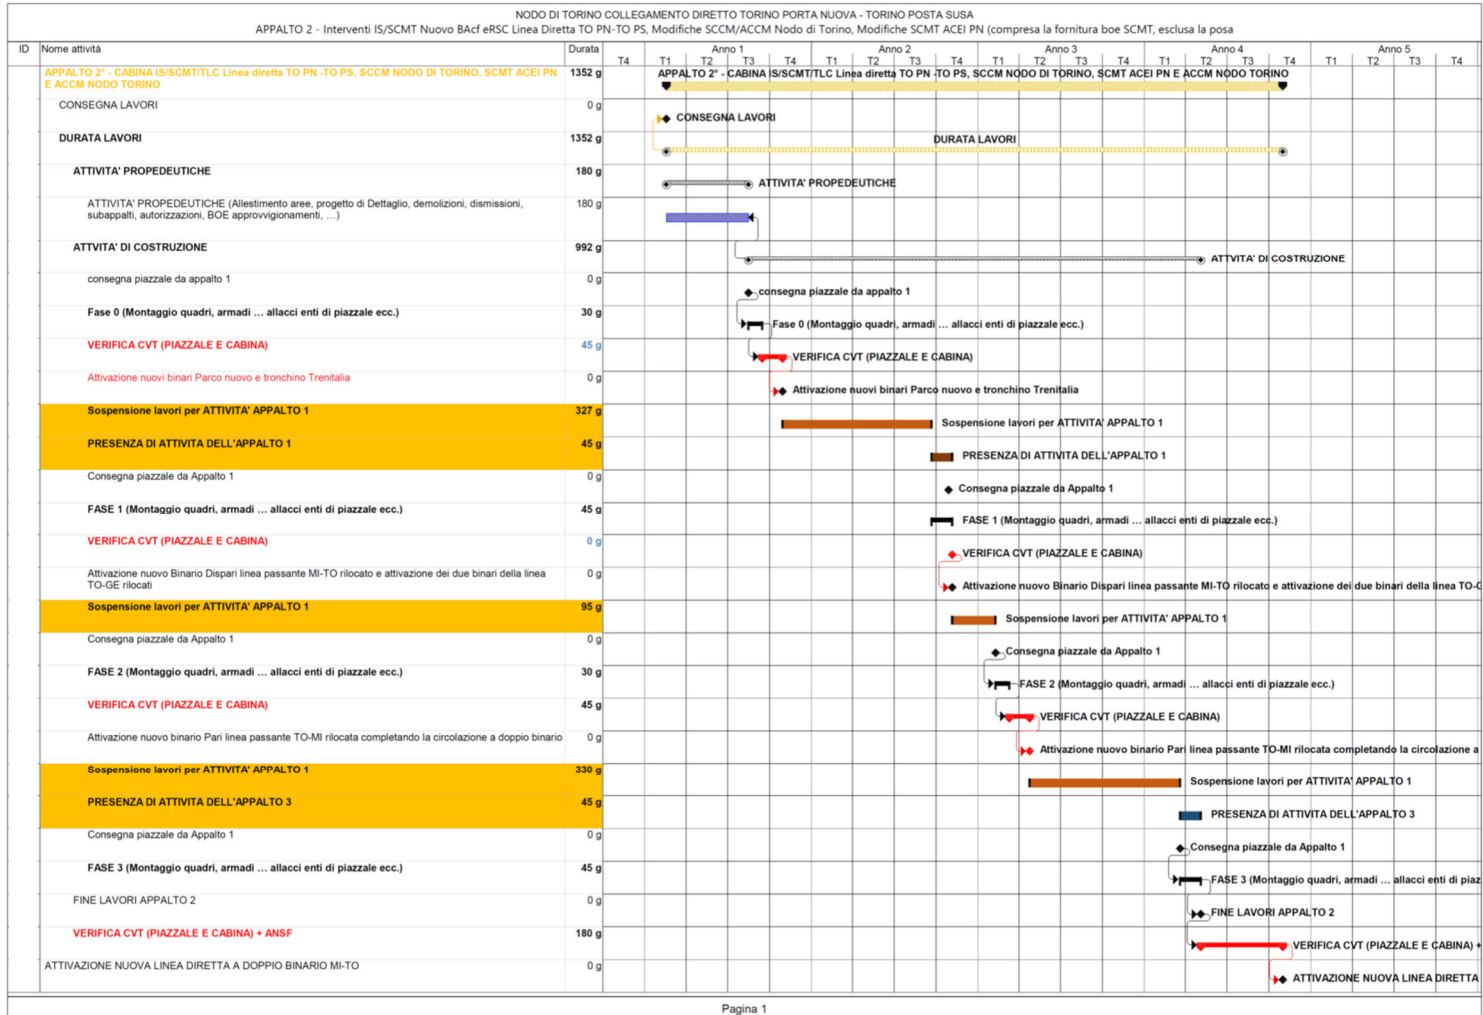 NODO DI TORINO COLLEGAMENTO DIRETTO TORINO PORTA NUOVA - TORINO POSTA SUSA
APPALTO 2 - Interventi IS/SCMT Nuovo BAcf eRSC Linea Diretta TO PN-TO PS, Modifiche SCCM/ACCM Nodo di Torino, Modifiche SCMT ACEI PN (compresa la fornitura boe SCMT, esclusa la posa
ID Nome attività Durata Anno 1 Anno 2 Anno 3 Anno 4 Anno 5
T4 T1 T2 T3 T4 T1 T2 T3 T4 T1 T2 T3 T4 T1 T2 T3 T4 T1 T2 T3 T4
APPALTO 2° - CABINA IS/SCMT/TLC Linea diretta TO PN -TO PS, SCCM NODO DI TORINO, SCMT ACEI PN 1352 g APPALTO 2° - CABINA IS/SCMT/TLC Linea diretta TO PN -TO PS, SCCM NODO DI TORINO, SCMT ACEI PN E ACCM NODO TORINO
E ACCM NODO TORINO
CONSEGNA LAVORI 0 g CONSEGNA LAVORI
DURATA LAVORI 1352 g DURATA LAVORI
ATTIVITA' PROPEDEUTICHE 180 g ATTIVITA' PROPEDEUTICHE
ATTIVITA' PROPEDEUTICHE (Allestimento aree, progetto di Dettaglio, demolizioni, dismissioni, 180 g
subappalti, autorizzazioni, BOE approvvigionamenti, …)
ATTVITA' DI COSTRUZIONE 992 g ATTVITA' DI COSTRUZIONE
consegna piazzale da appalto 1 0 g consegna piazzale da appalto 1
Fase 0 (Montaggio quadri, armadi … allacci enti di piazzale ecc.) 30 g Fase 0 (Montaggio quadri, armadi … allacci enti di piazzale ecc.)
VERIFICA CVT (PIAZZALE E CABINA) 45 g VERIFICA CVT (PIAZZALE E CABINA)
Attivazione nuovi binari Parco nuovo e tronchino Trenitalia 0 g Attivazione nuovi binari Parco nuovo e tronchino Trenitalia
Sospensione lavori per ATTIVITA' APPALTO 1 327 g Sospensione lavori per ATTIVITA' APPALTO 1
PRESENZA DI ATTIVITA DELL'APPALTO 1 45 g PRESENZA DI ATTIVITA DELL'APPALTO 1
Consegna piazzale da Appalto 1 0 g Consegna piazzale da Appalto 1
FASE 1 (Montaggio quadri, armadi … allacci enti di piazzale ecc.) 45 g FASE 1 (Montaggio quadri, armadi … allacci enti di piazzale ecc.)
VERIFICA CVT (PIAZZALE E CABINA) 0 g VERIFICA CVT (PIAZZALE E CABINA)
Attivazione nuovo Binario Dispari linea passante MI-TO rilocato e attivazione dei due binari della linea 0 g Attivazione nuovo Binario Dispari linea passante MI-TO rilocato e attivazione dei due binari della linea TO-G
TO-GE rilocati
Sospensione lavori per ATTIVITA' APPALTO 1 95 g Sospensione lavori per ATTIVITA' APPALTO 1
Consegna piazzale da Appalto 1 0 g Consegna piazzale da Appalto 1
FASE 2 (Montaggio quadri, armadi … allacci enti di piazzale ecc.) 30 g FASE 2 (Montaggio quadri, armadi … allacci enti di piazzale ecc.)
VERIFICA CVT (PIAZZALE E CABINA) 45 g VERIFICA CVT (PIAZZALE E CABINA)
Attivazione nuovo binario Pari linea passante TO-MI rilocata completando la circolazione a doppio binario 0 g Attivazione nuovo binario Pari linea passante TO-MI rilocata completando la circolazione a
Sospensione lavori per ATTIVITA' APPALTO 1 330 g Sospensione lavori per ATTIVITA' APPALTO 1
PRESENZA DI ATTIVITA DELL'APPALTO 3 45 g PRESENZA DI ATTIVITA DELL'APPALTO 3
Consegna piazzale da Appalto 1 0 g Consegna piazzale da Appalto 1
FASE 3 (Montaggio quadri, armadi … allacci enti di piazzale ecc.) 45 g FASE 3 (Montaggio quadri, armadi … allacci enti di piaz
FINE LAVORI APPALTO 2 0 g FINE LAVORI APPALTO 2
VERIFICA CVT (PIAZZALE E CABINA) + ANSF 180 g VERIFICA CVT (PIAZZALE E CABINA) +
ATTIVAZIONE NUOVA LINEA DIRETTA A DOPPIO BINARIO MI-TO 0 g ATTIVAZIONE NUOVA LINEA DIRETTA
Pagina 1